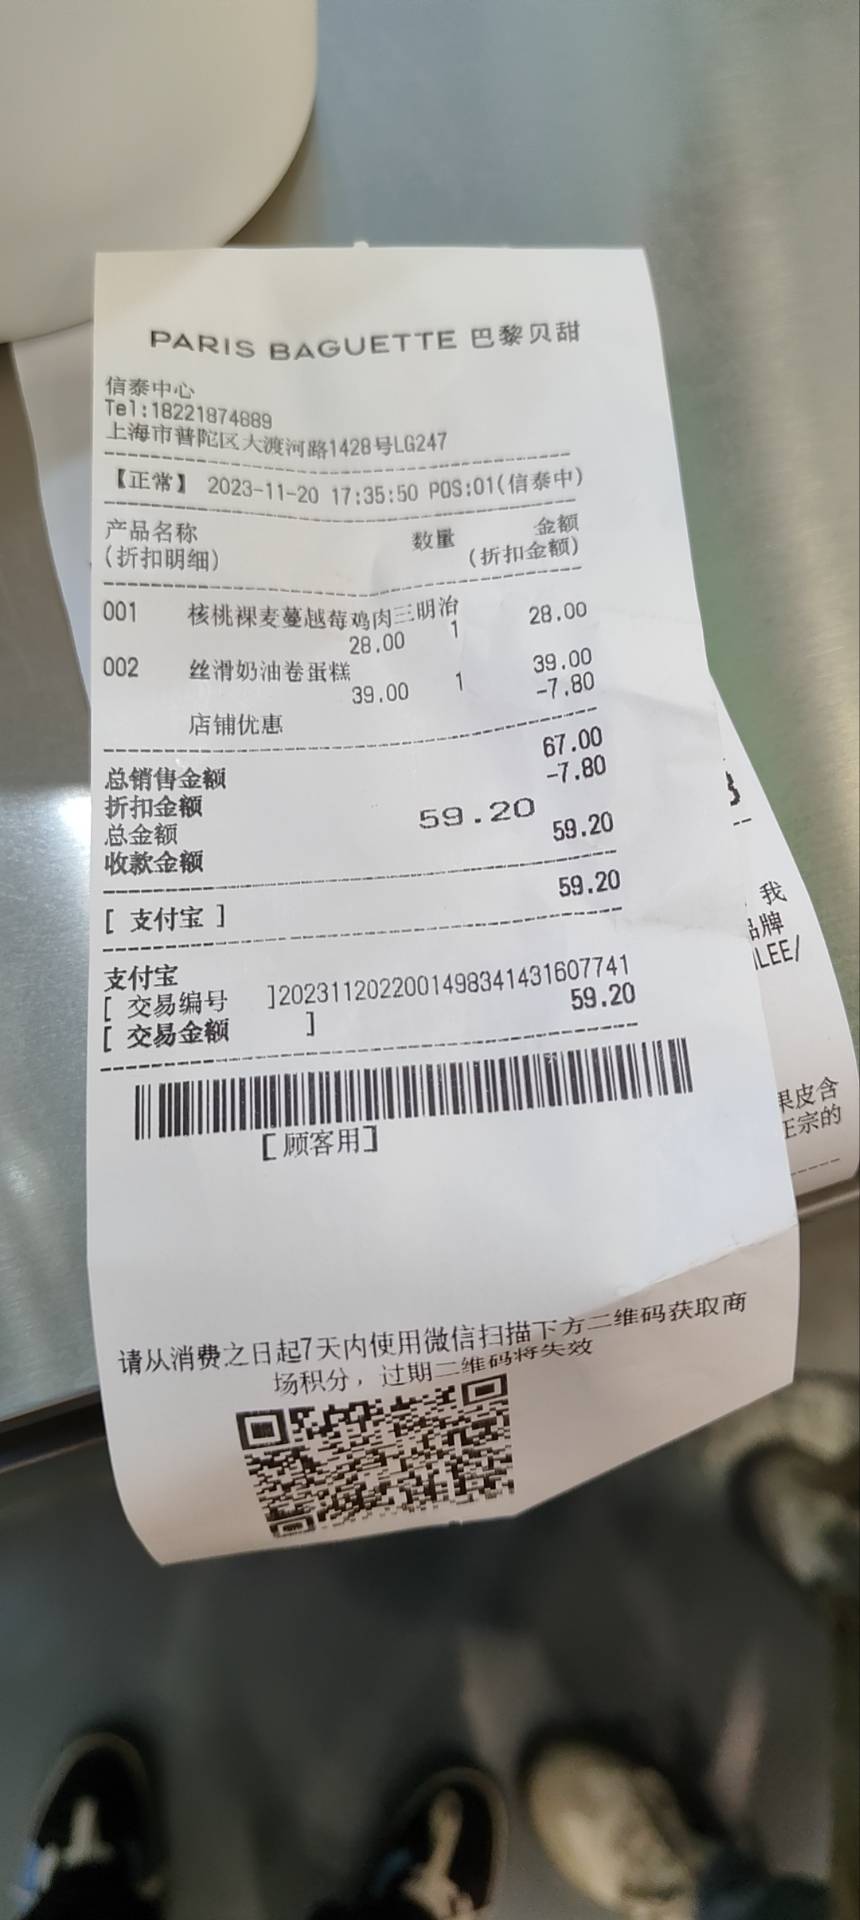 PARIS BAGUETTE 巴黎贝甜
信泰中心
Tel:18221874889
上海市普陀区大渡河路1428号LG247
【正常】 2023-11-20 17:35:50 POS:01(信泰中)
产品名称 数量 金额
(折扣明细) (折扣金额)
001 核桃裸麦蔓越莓鸡肉三明治
28.00 1 28.00
002 丝滑奶油卷蛋糕
39.00 1 39.00
店铺优惠 -7.80
总销售金额 67.00
折扣金额 -7.80
总金额 59.20
收款金额 59.20
[ 支付宝 ] 59.20
支付宝
[ 交易编号 ]2023112022001498341431607741
[ 交易金额 ] 59.20
[顾客用]
请从消费之日起7天内使用微信扫描下方二维码获取商
场积分，过期二维码将失效
我
品牌
LEE/
果皮含
正宗的